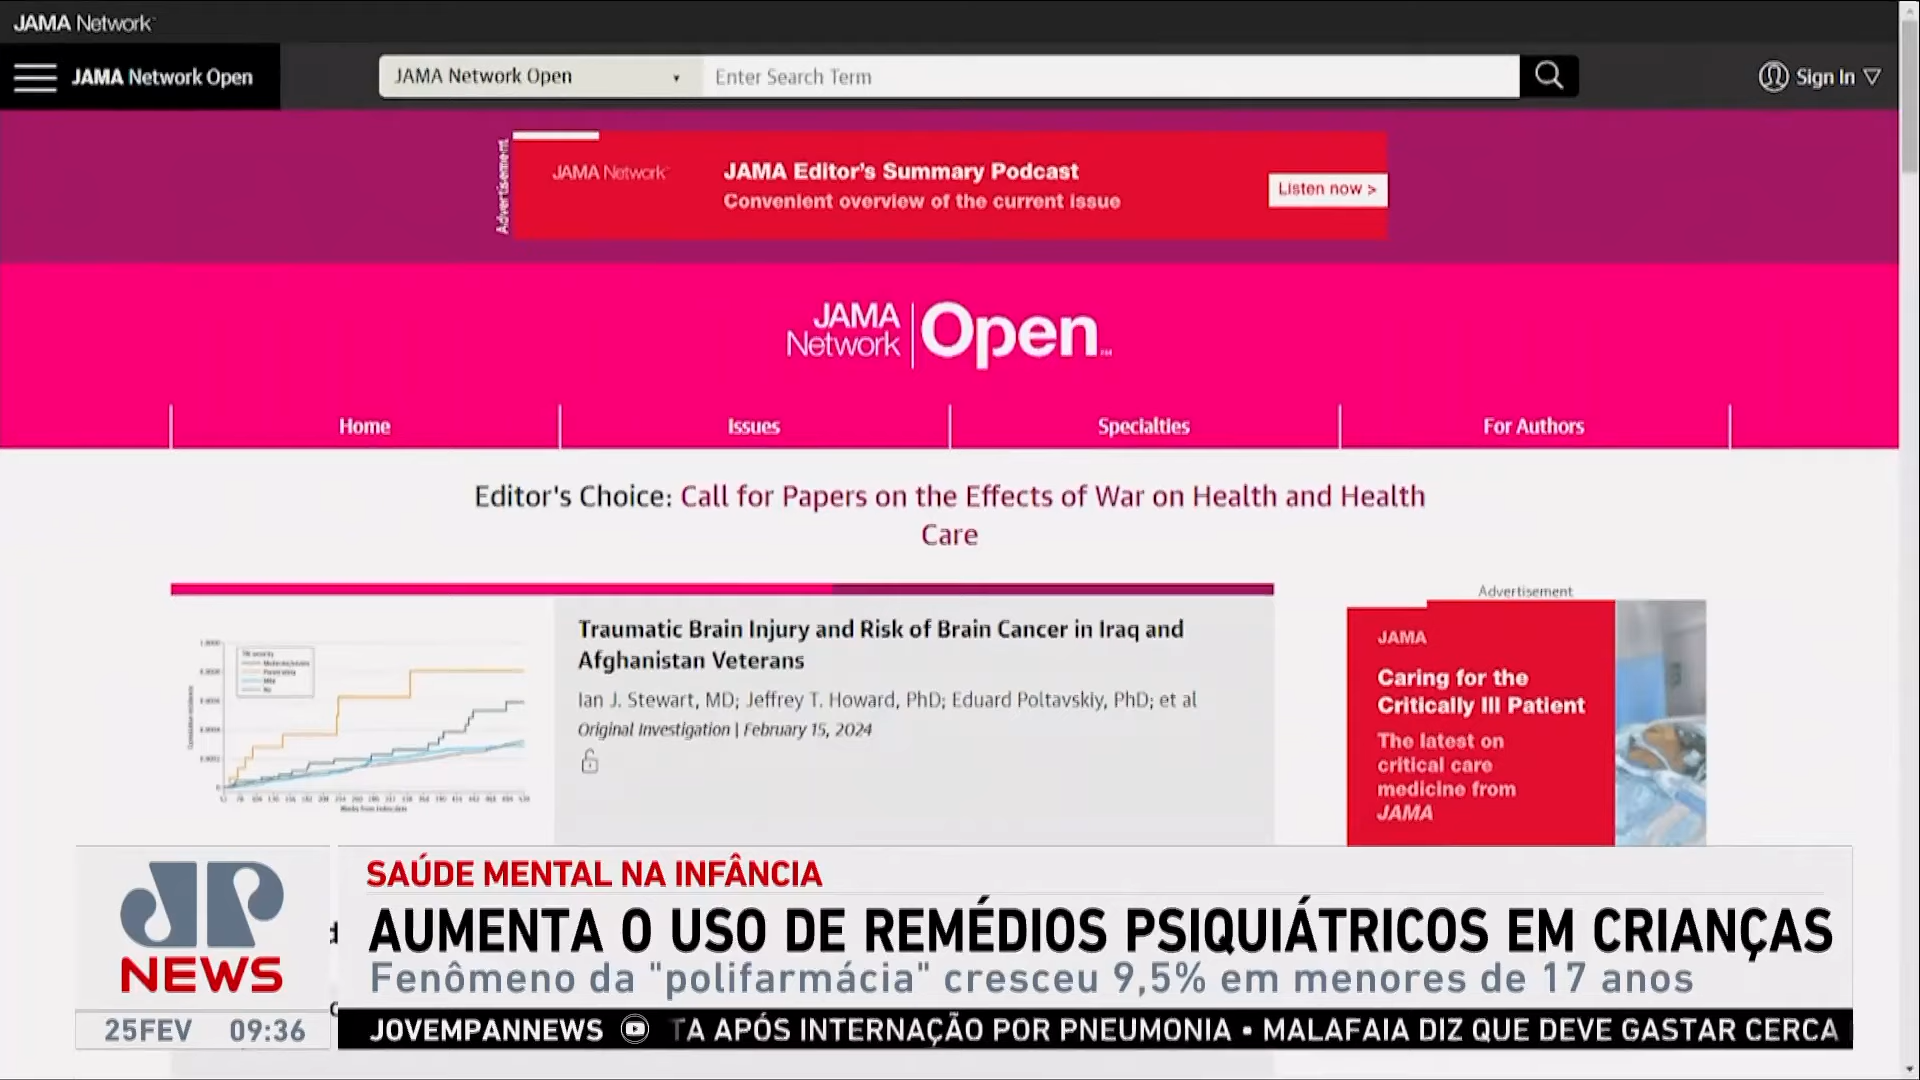 JAMA Network
JAMA Network Open
JAMA Network Open
Enter Search Term
Sign In
Advertisement
JAMA Network
JAMA Editor's Summary Podcast
Convenient overview of the current issue
Listen now >
JAMA
Network
Open
Home
Issues
Specialties
For Authors
Editor's Choice: Call for Papers on the Effects of War on Health and Health
Care
Advertisement
Traumatic Brain Injury and Risk of Brain Cancer in Iraq and
Afghanistan Veterans
Ian J. Stewart, MD; Jeffrey T. Howard, PhD; Eduard Poltavskiy, PhD; et al
Original Investigation | February 15, 2024
JAMA
Caring for the
Critically Ill Patient
The latest on
critical care
medicine from
JAMA
JP
NEWS
SAÚDE MENTAL NA INFÂNCIA
AUMENTA O USO DE REMÉDIOS PSIQUIÁTRICOS EM CRIANÇAS
Fenômeno da "polifarmácia" cresceu 9,5% em menores de 17 anos
25FEV 09:36
JOVEMPANNEWS
TA APÓS INTERNAÇÃO POR PNEUMONIA • MALAFAIA DIZ QUE DEVE GASTAR CERCA